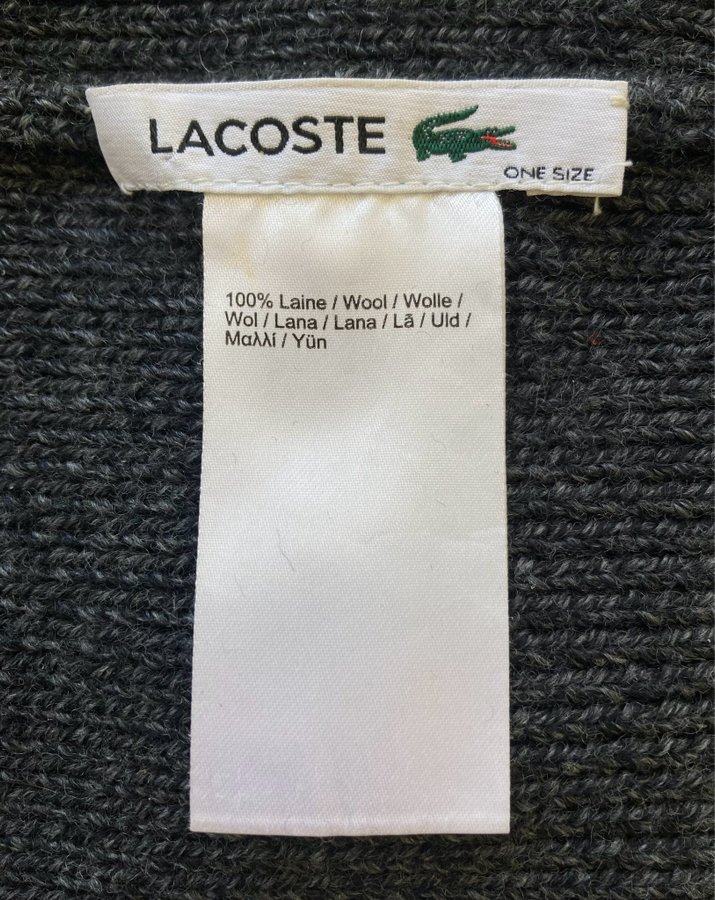 LACOSTE
ONE SIZE
100% Laine / Wool / Wolle /
Wol / Lana / Lana / Lã / Uld /
Μαλλί / Yün